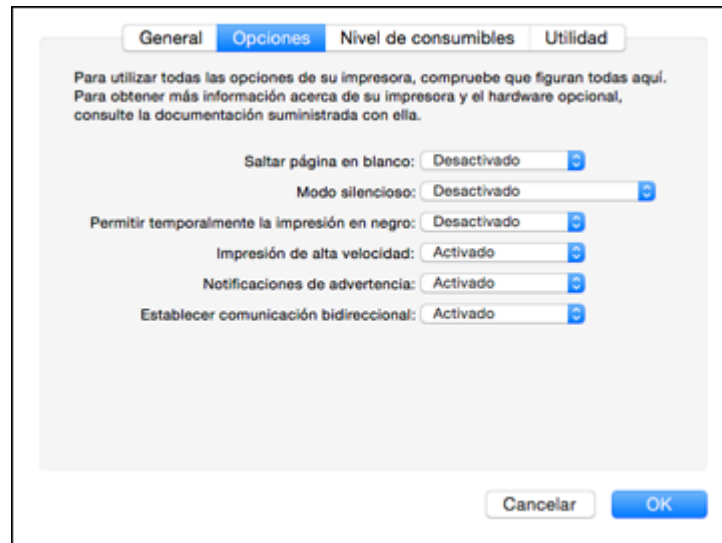 General Opciones Nivel de consumibles Utilidad
Para utilizar todas las opciones de su impresora, compruebe que figuran todas aquí.
Para obtener más información acerca de su impresora y el hardware opcional,
consulte la documentación suministrada con ella.
Saltar página en blanco: Desactivado
Modo silencioso: Desactivado
Permitir temporalmente la impresión en negro: Desactivado
Impresión de alta velocidad: Activado
Notificaciones de advertencia: Activado
Establecer comunicación bidireccional: Activado
Cancelar OK